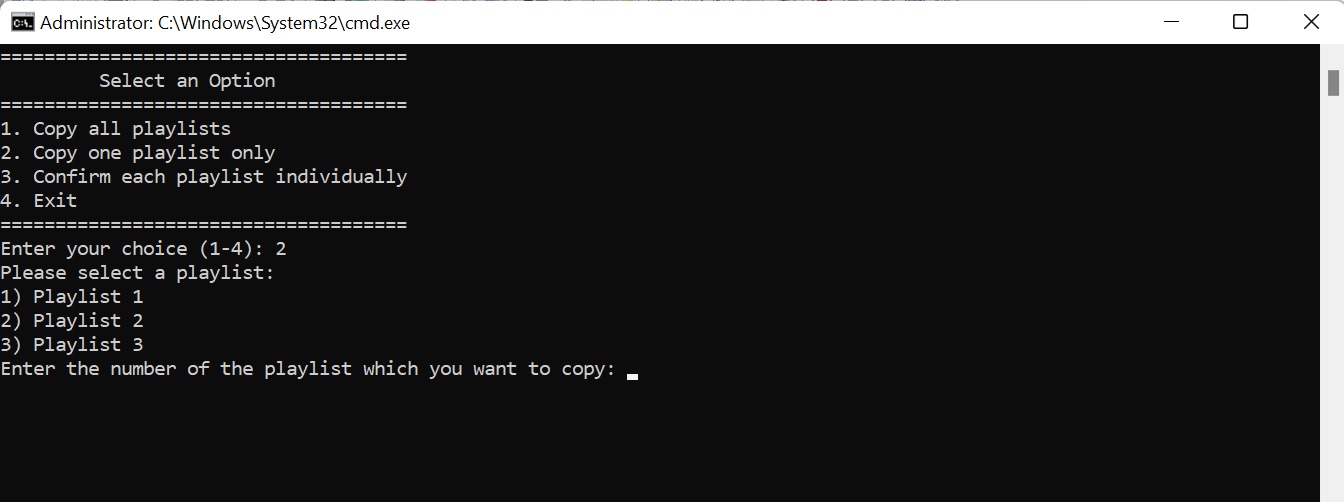 Administrator: C:\Windows\System32\cmd.exe
=====================================
         Select an Option
=====================================
1. Copy all playlists
2. Copy one playlist only
3. Confirm each playlist individually
4. Exit
=====================================
Enter your choice (1-4): 2
Please select a playlist:
1) Playlist 1
2) Playlist 2
3) Playlist 3
Enter the number of the playlist which you want to copy: